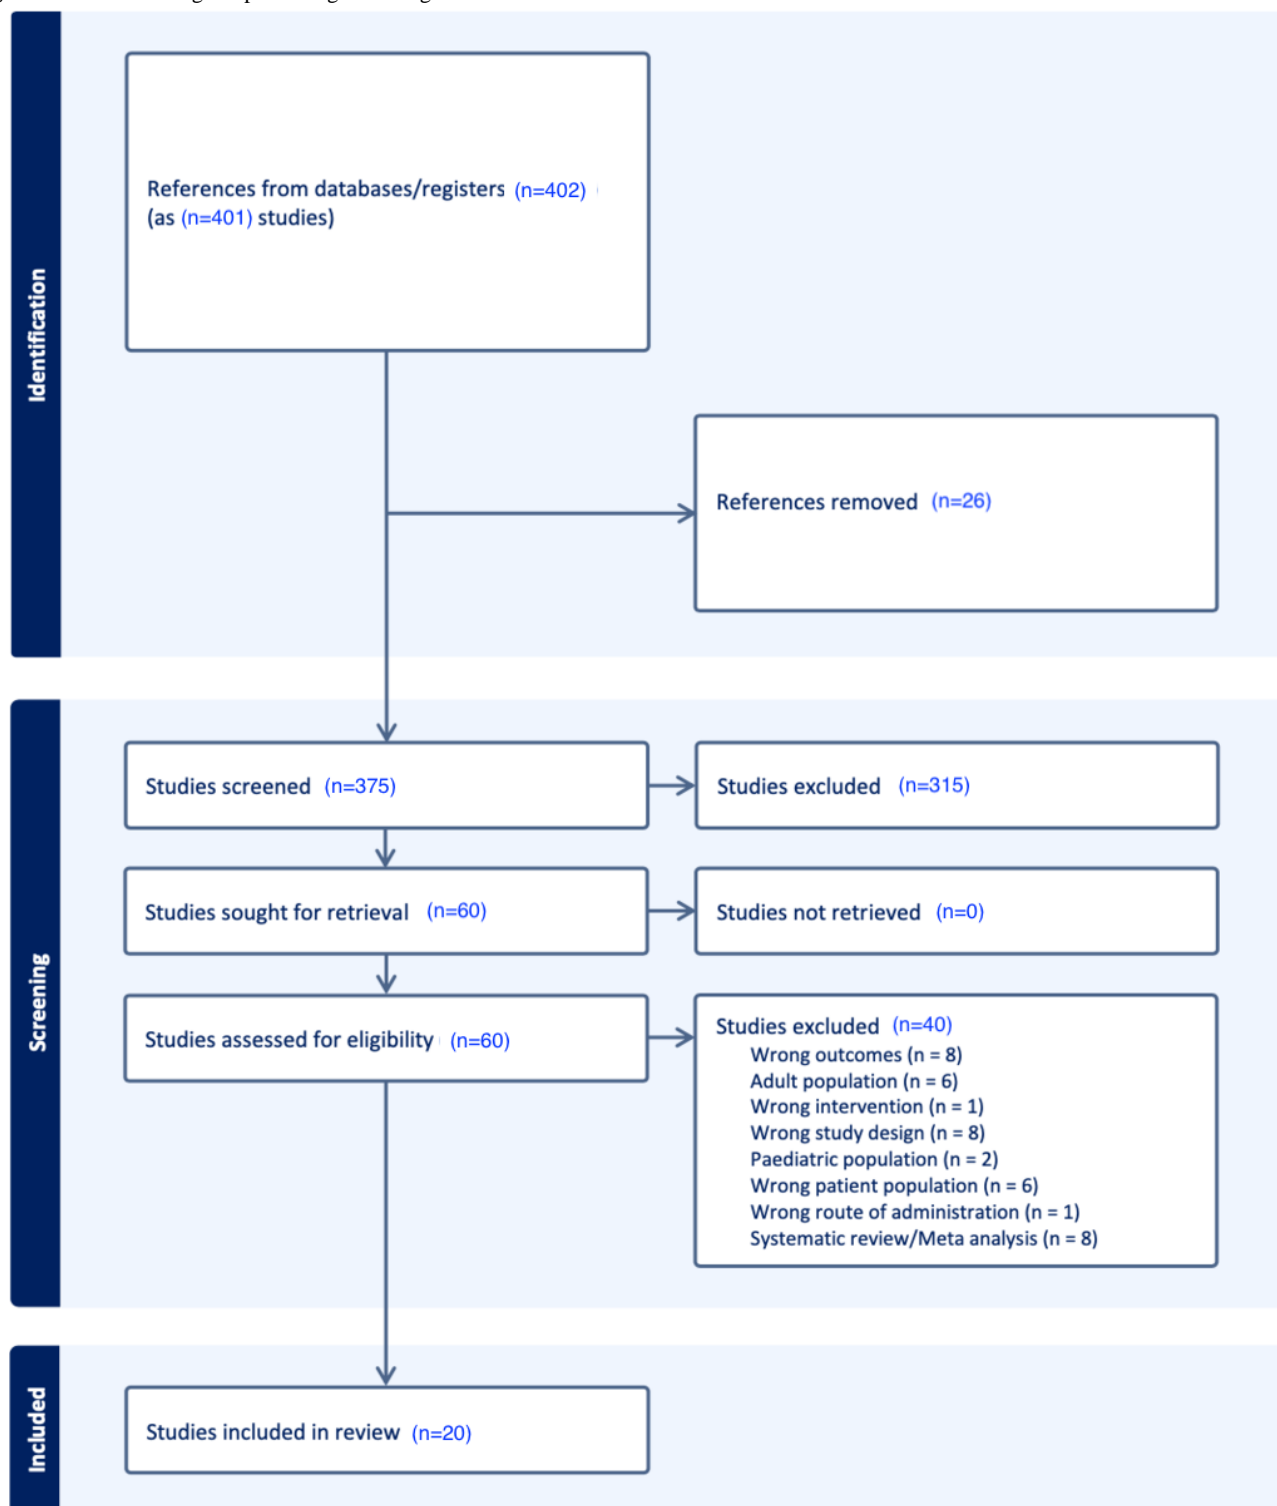 Identification
References from databases/registers (n=402)
(as (n=401) studies)
References removed (n=26)
Screening
Studies screened (n=375)
Studies excluded (n=315)
Studies sought for retrieval (n=60)
Studies not retrieved (n=0)
Studies assessed for eligibility (n=60)
Studies excluded (n=40)
Wrong outcomes (n = 8)
Adult population (n = 6)
Wrong intervention (n = 1)
Wrong study design (n = 8)
Paediatric population (n = 2)
Wrong patient population (n = 6)
Wrong route of administration (n = 1)
Systematic review/Meta analysis (n = 8)
Included
Studies included in review (n=20)